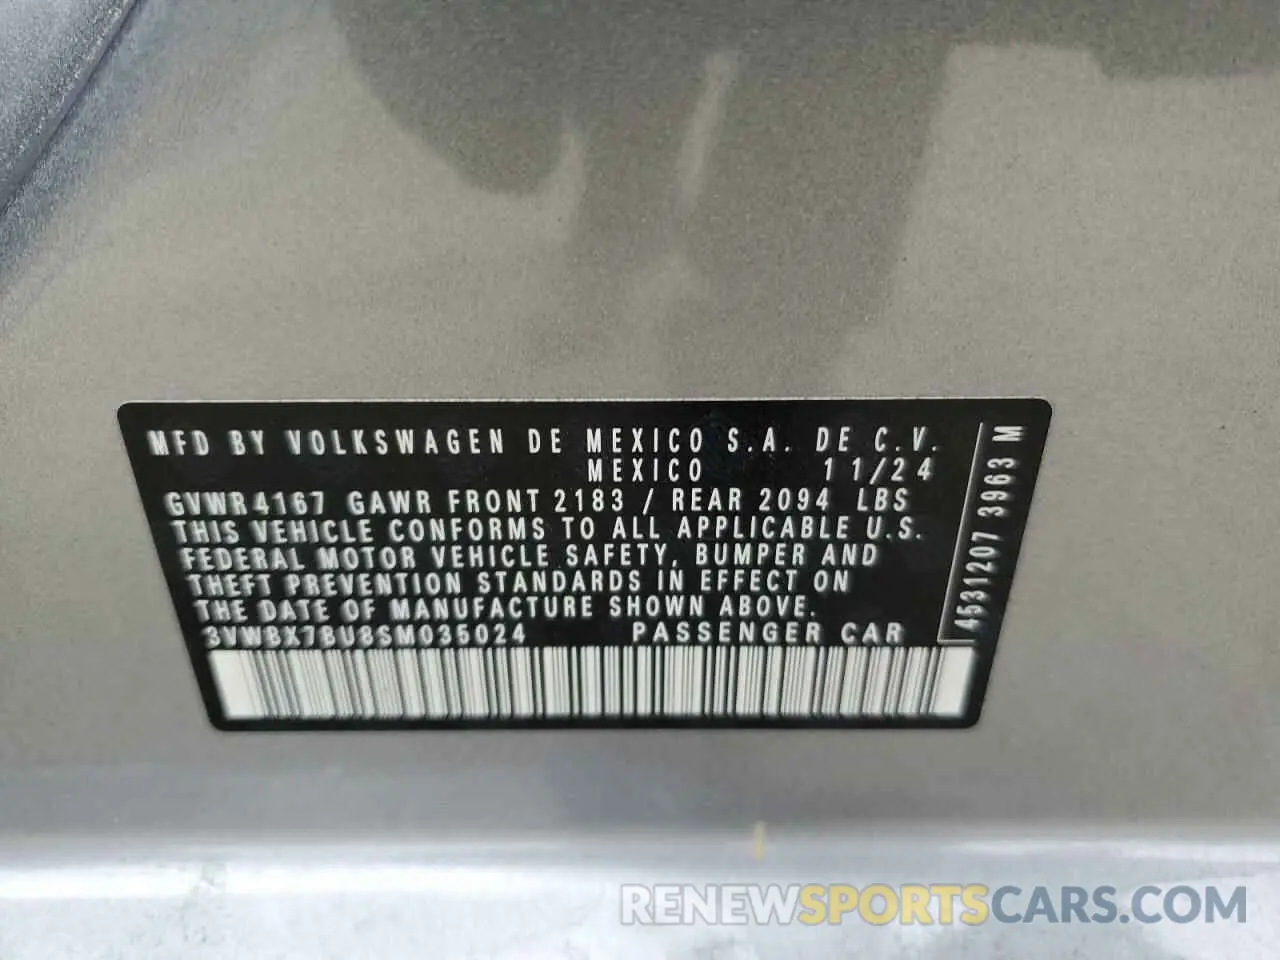 MFD BY VOLKSWAGEN DE MEXICO S.A. DE C.V.
MEXICO 11/24
GVWR 4167 GAWR FRONT 2183 / REAR 2094 LBS
THIS VEHICLE CONFORMS TO ALL APPLICABLE U.S.
FEDERAL MOTOR VEHICLE SAFETY, BUMPER AND
THEFT PREVENTION STANDARDS IN EFFECT ON
THE DATE OF MANUFACTURE SHOWN ABOVE.
3VWBX7BU8SM035024 PASSENGER CAR
4531207 3963 M
RENEWSPORTSCARS.COM